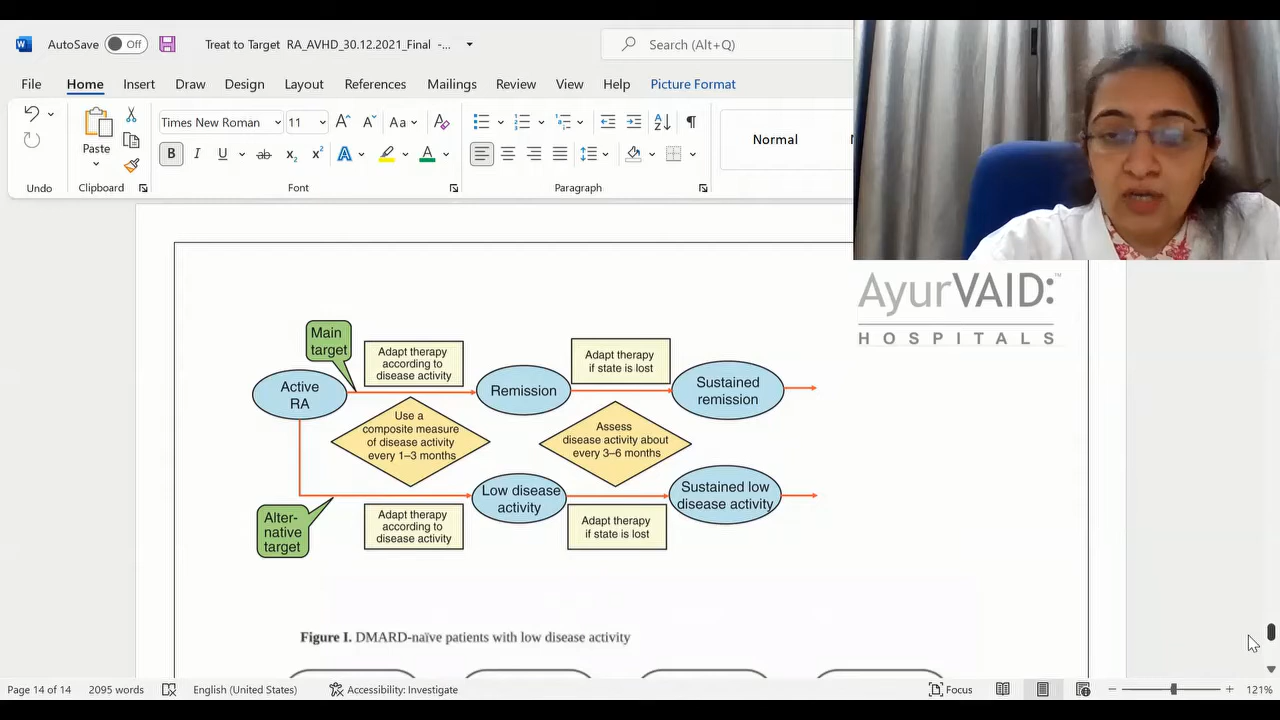 AutoSave Off Treat to Target RA_AVHD_30.12.2021_Final -... Search (Alt+Q)
File Home Insert Draw Design Layout References Mailings Review View Help Picture Format
Times New Roman 11 Aa A
Paste B I U ab x₂ x² A A
Normal
Undo Clipboard Font Paragraph
AyurVAID:™
HOSPITALS
Main
target
Adapt therapy
according to
disease activity
Adapt therapy
if state is lost
Active
RA
Remission
Sustained
remission
Use a
composite measure
of disease activity
every 1–3 months
Assess
disease activity about
every 3–6 months
Low disease
activity
Sustained low
disease activity
Alter-
native
target
Adapt therapy
according to
disease activity
Adapt therapy
if state is lost
Figure I. DMARD-naïve patients with low disease activity
Page 14 of 14 2095 words English (United States) Accessibility: Investigate Focus 121%